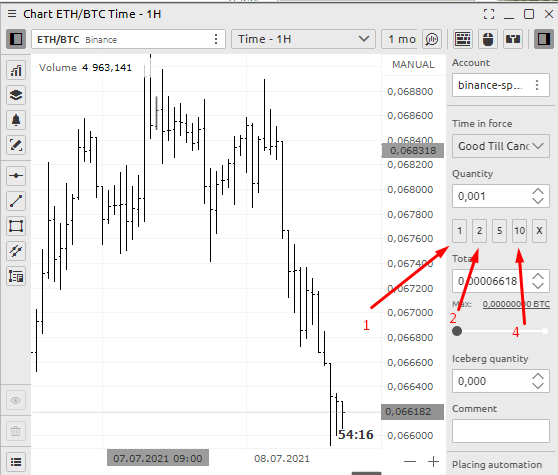 Chart ETH/BTC Time - 1H
ETH/BTC Binance
Time - 1H
1 mo
Volume 4 963,141
MANUAL
0,068800
0,068600
0,068400
0,068318
0,068200
0,068000
0,067800
0,067600
0,067400
0,067200
0,067000
0,066800
0,066600
0,066400
0,066182
0,066000
54:16
07.07.2021 09:00
08.07.2021
Account
binance-sp...
Time in force
Good Till Canc
Quantity
0,001
1 2 5 10 X
Total
0,00006618
Max: 0,00000000 BTC
1
2
4
Iceberg quantity
0,000
Comment
Placing automation